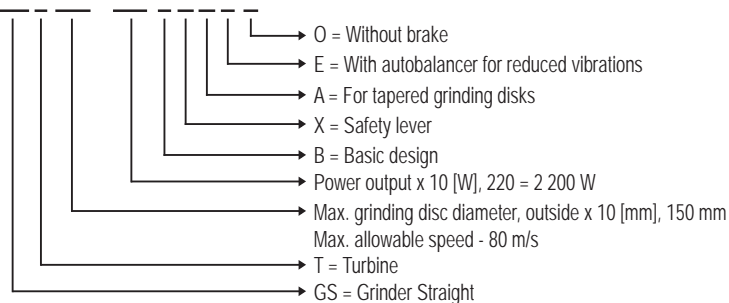 O = Without brake
E = With autobalancer for reduced vibrations
A = For tapered grinding disks
X = Safety lever
B = Basic design
Power output x 10 [W], 220 = 2 200 W
Max. grinding disc diameter, outside x 10 [mm], 150 mm
Max. allowable speed - 80 m/s
T = Turbine
GS = Grinder Straight